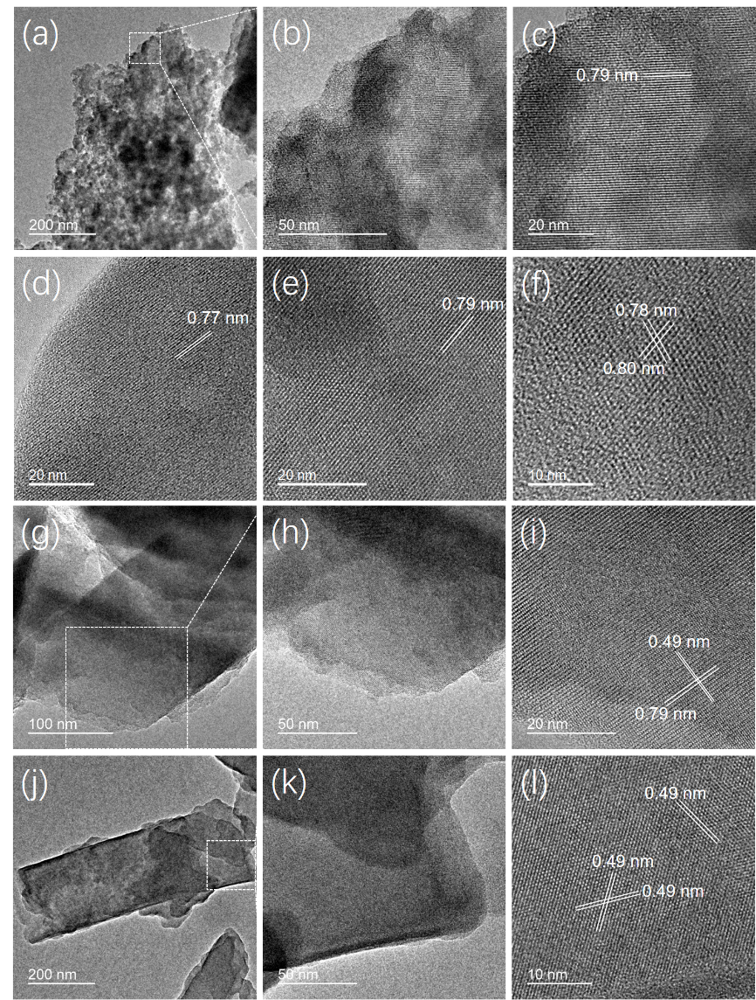 (a)
200 nm
(b)
50 nm
(c)
0.79 nm
20 nm
(d)
0.77 nm
20 nm
(e)
0.79 nm
20 nm
(f)
0.78 nm
0.80 nm
10 nm
(g)
100 nm
(h)
50 nm
(i)
0.49 nm
0.79 nm
20 nm
(j)
200 nm
(k)
50 nm
(l)
0.49 nm
0.49 nm
0.49 nm
10 nm